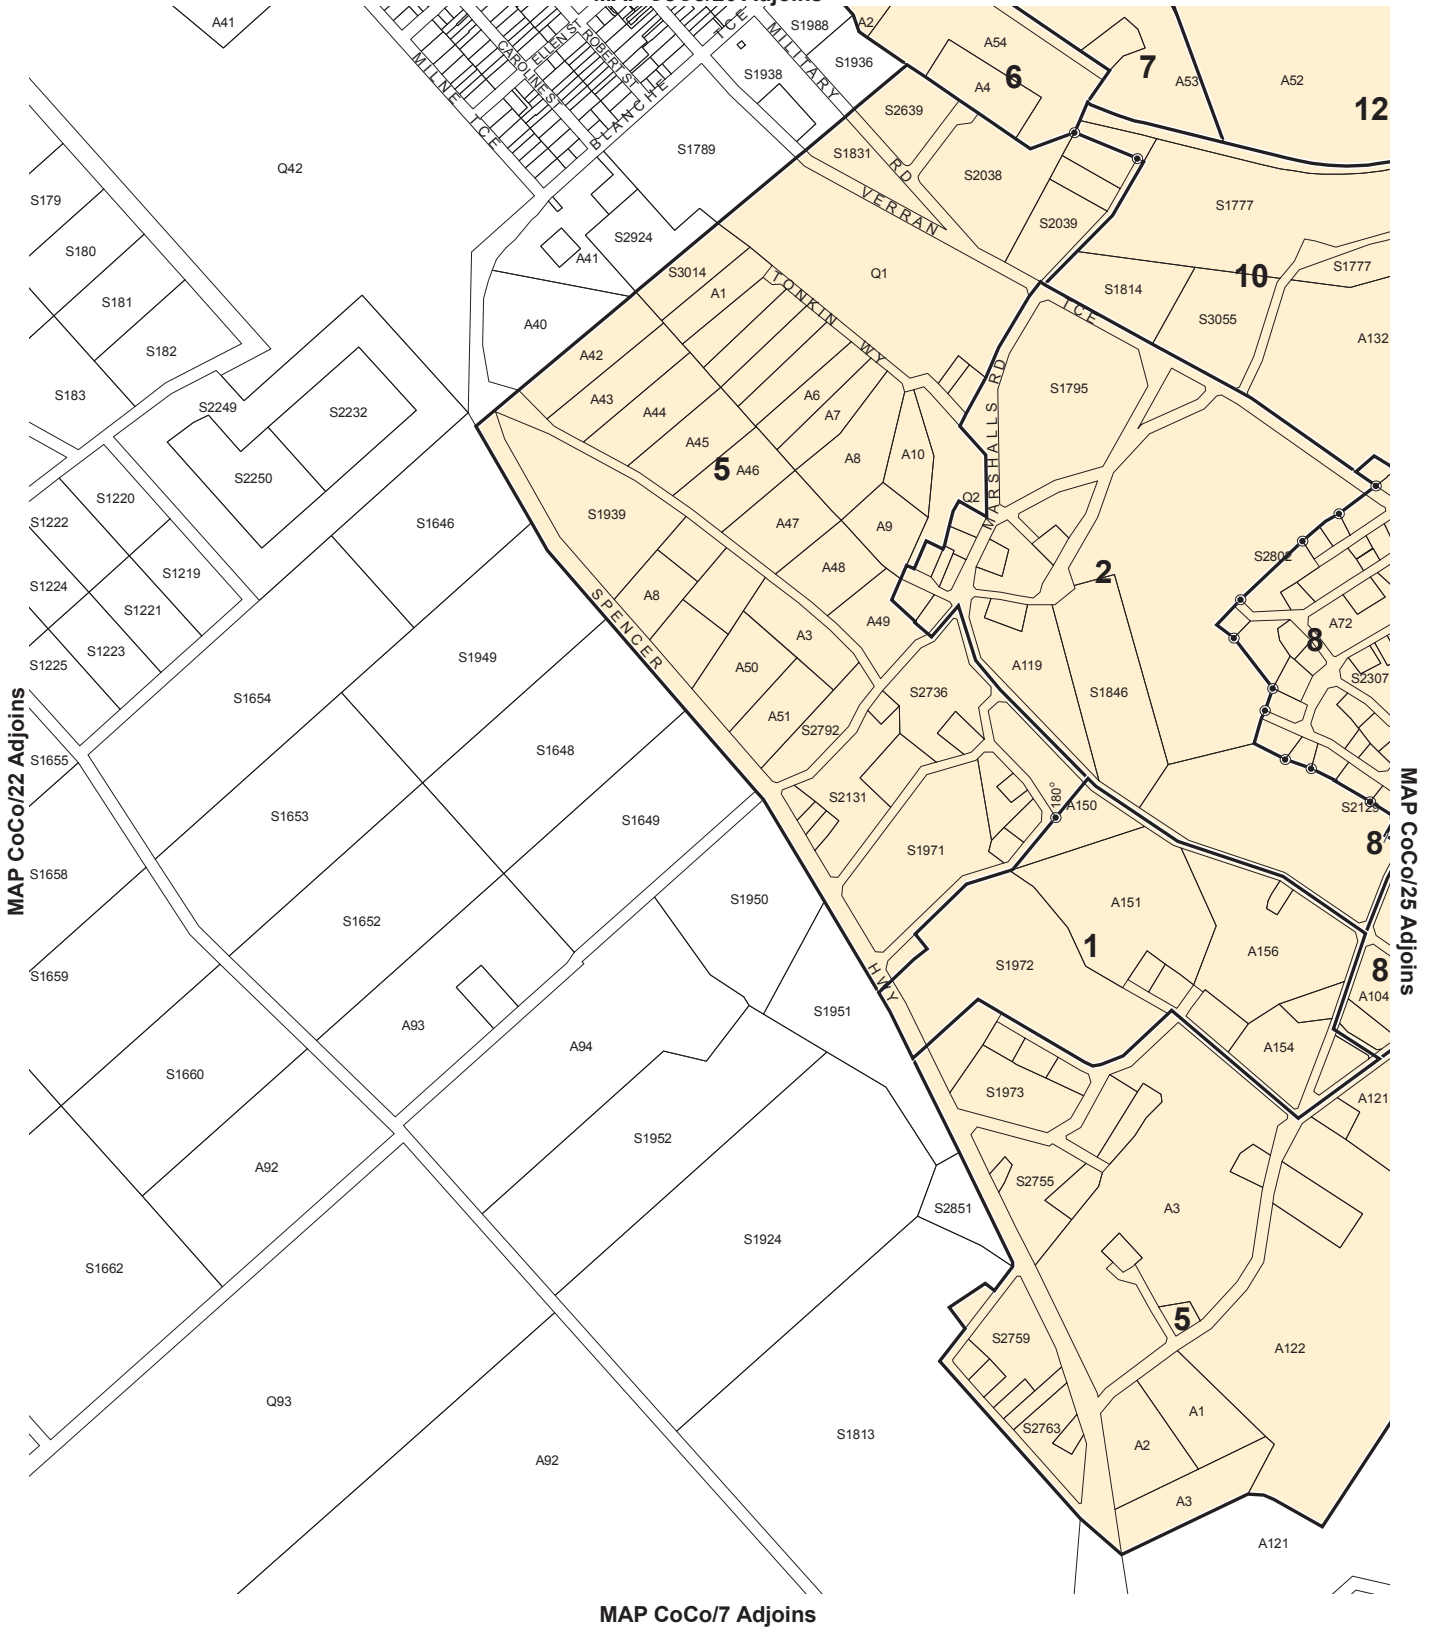 A41
S1988
A2
S1936
S1938
A54
A4
6
7
A53
A52
12
MILNE TCE
CAROLINE ST
ELLEN ST
ROBERT ST
BLANCHE
TCE
MILITARY
RD
S2639
S1831
S2038
S1789
Q42
S179
S180
S181
S182
S183
VERRAN
TCE
S2039
S1777
S1777
10
S2924
A41
S3014
A1
Q1
TONKIN WY
A40
A42
A43
A44
A45
5
A46
A6
A7
A8
A10
S1814
S3055
A132
S1795
MARSHALLS RD
S2249
S2232
S2250
S1220
S1222
S1219
S1224
S1221
S1223
S1225
S1646
S1939
A47
A9
Q2
A48
A8
A49
A3
A50
A51
S2792
SPENCER
HWY
2
S2802
A72
8
S2307
S2129
8
A119
S1846
S2736
S1949
S1654
S1655
S1648
S1653
S1649
S2131
180°
A150
S1971
S1658
S1652
S1950
A151
A156
1
S1972
8
A104
S1659
A93
A94
S1951
A154
S1660
S1973
A121
S1952
A92
S2755
A3
S2851
S1924
S1662
5
S2759
A122
Q93
A92
S1813
S2763
A1
A2
A3
A121
MAP CoCo/22 Adjoins
MAP CoCo/25 Adjoins
MAP CoCo/7 Adjoins